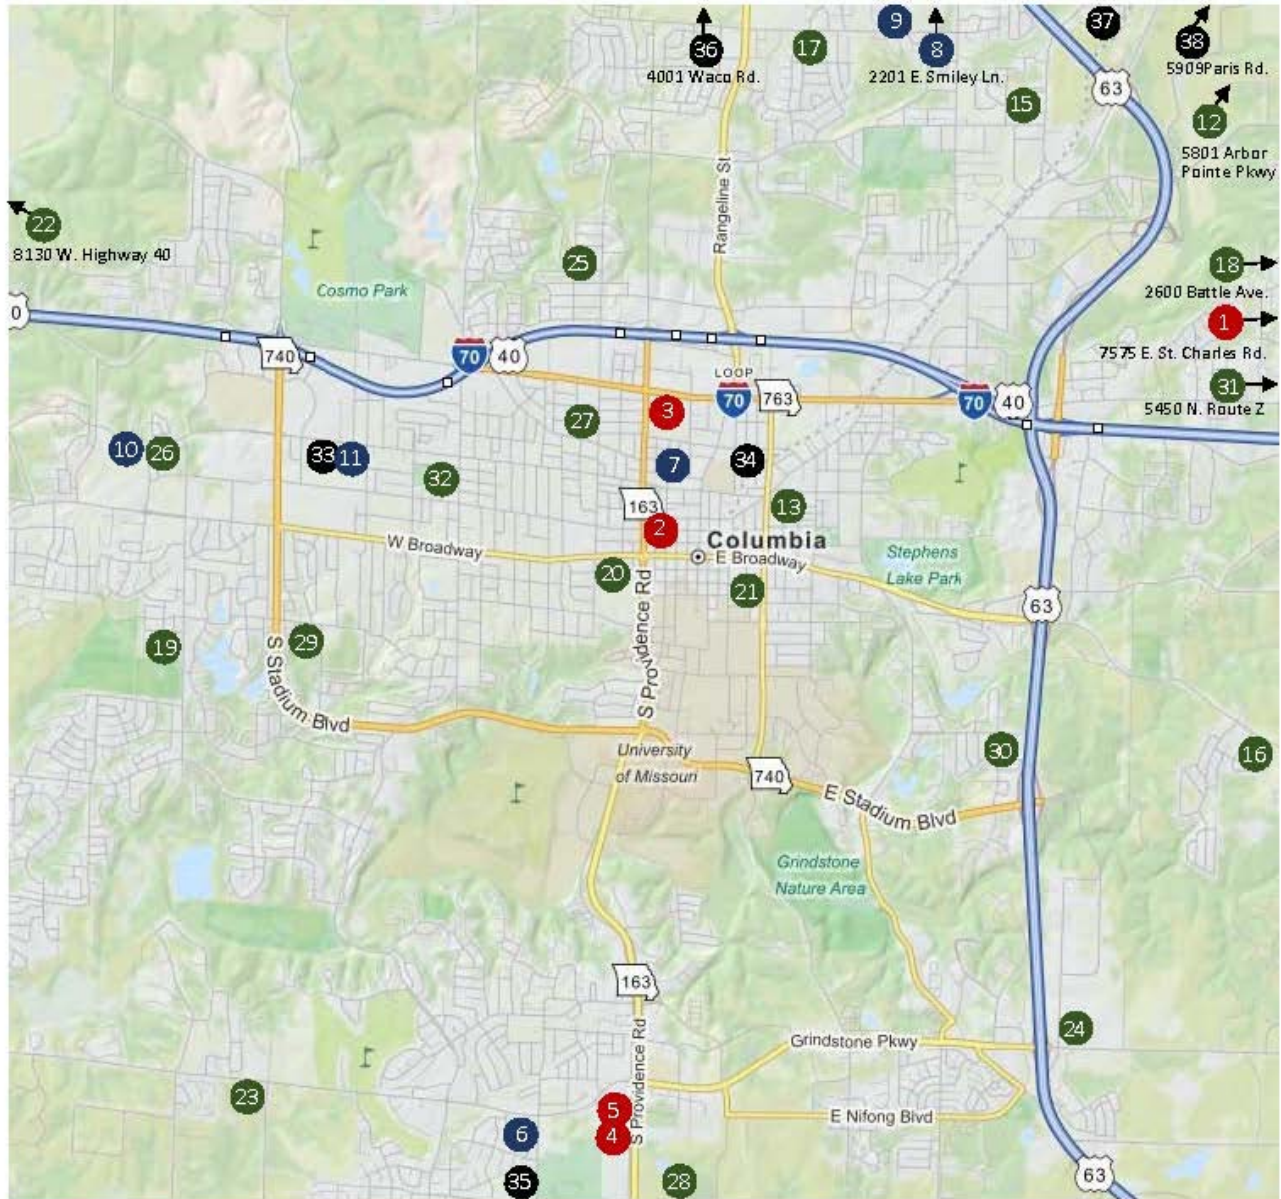 9
37
17
36
8
38
4001 Waco Rd.
2201 E. Smiley Ln.
5909Paris Rd.
63
15
12
5801 Arbor
Pointe Pkwy
Rangeline St
22
8130 W. Highway 40
25
18
Cosmo Park
2600 Battle Ave.
0
1
740
70
40
7575 E. St. Charles Rd.
LOOP
70
763
70
40
31
5450 N. Route Z
3
27
10
26
33
11
7
34
32
163
13
2
W Broadway
Columbia
E Broadway
Stephens
Lake Park
20
21
63
S Providence Rd
19
29
S Stadium Blvd
University
of Missouri
30
16
740
E Stadium Blvd
Grindstone
Nature Area
163
24
Grindstone Pkwy
S Providence Rd
23
5
E Nifong Blvd
6
4
35
28
63